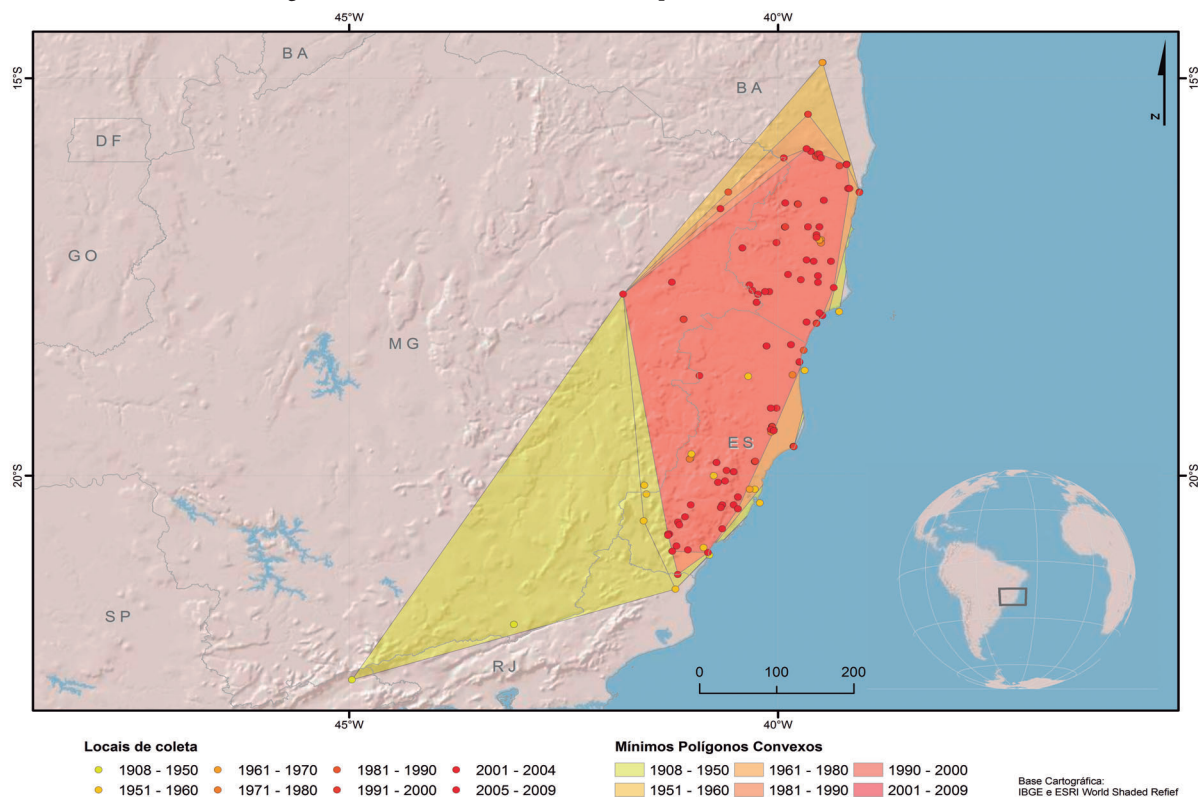 45°W 40°W
15°S 15°S
BA
BA
DF
GO
MG
ES
20°S 20°S
SP
RJ
0 100 200
N
45°W 40°W
Locais de coleta
1908 - 1950 1961 - 1970 1981 - 1990 2001 - 2004
1951 - 1960 1971 - 1980 1991 - 2000 2005 - 2009
Mínimos Polígonos Convexos
1908 - 1950 1961 - 1980 1990 - 2000
1951 - 1960 1981 - 1990 2001 - 2009
Base Cartográfica:
IBGE e ESRI World Shaded Refief